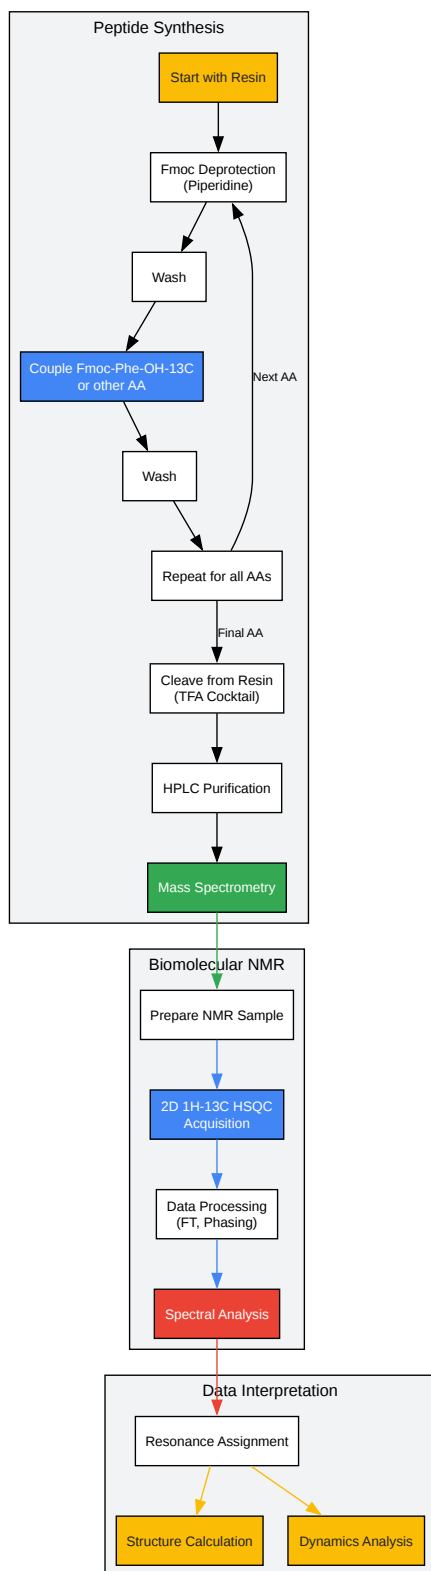 Peptide Synthesis
Start with Resin
Fmoc Deprotection
(Piperidine)
Wash
Couple Fmoc-Phe-OH-13C
or other AA
Next AA
Wash
Repeat for all AAs
Final AA
Cleave from Resin
(TFA Cocktail)
HPLC Purification
Mass Spectrometry
Biomolecular NMR
Prepare NMR Sample
2D 1H-13C HSQC
Acquisition
Data Processing
(FT, Phasing)
Spectral Analysis
Data Interpretation
Resonance Assignment
Structure Calculation
Dynamics Analysis